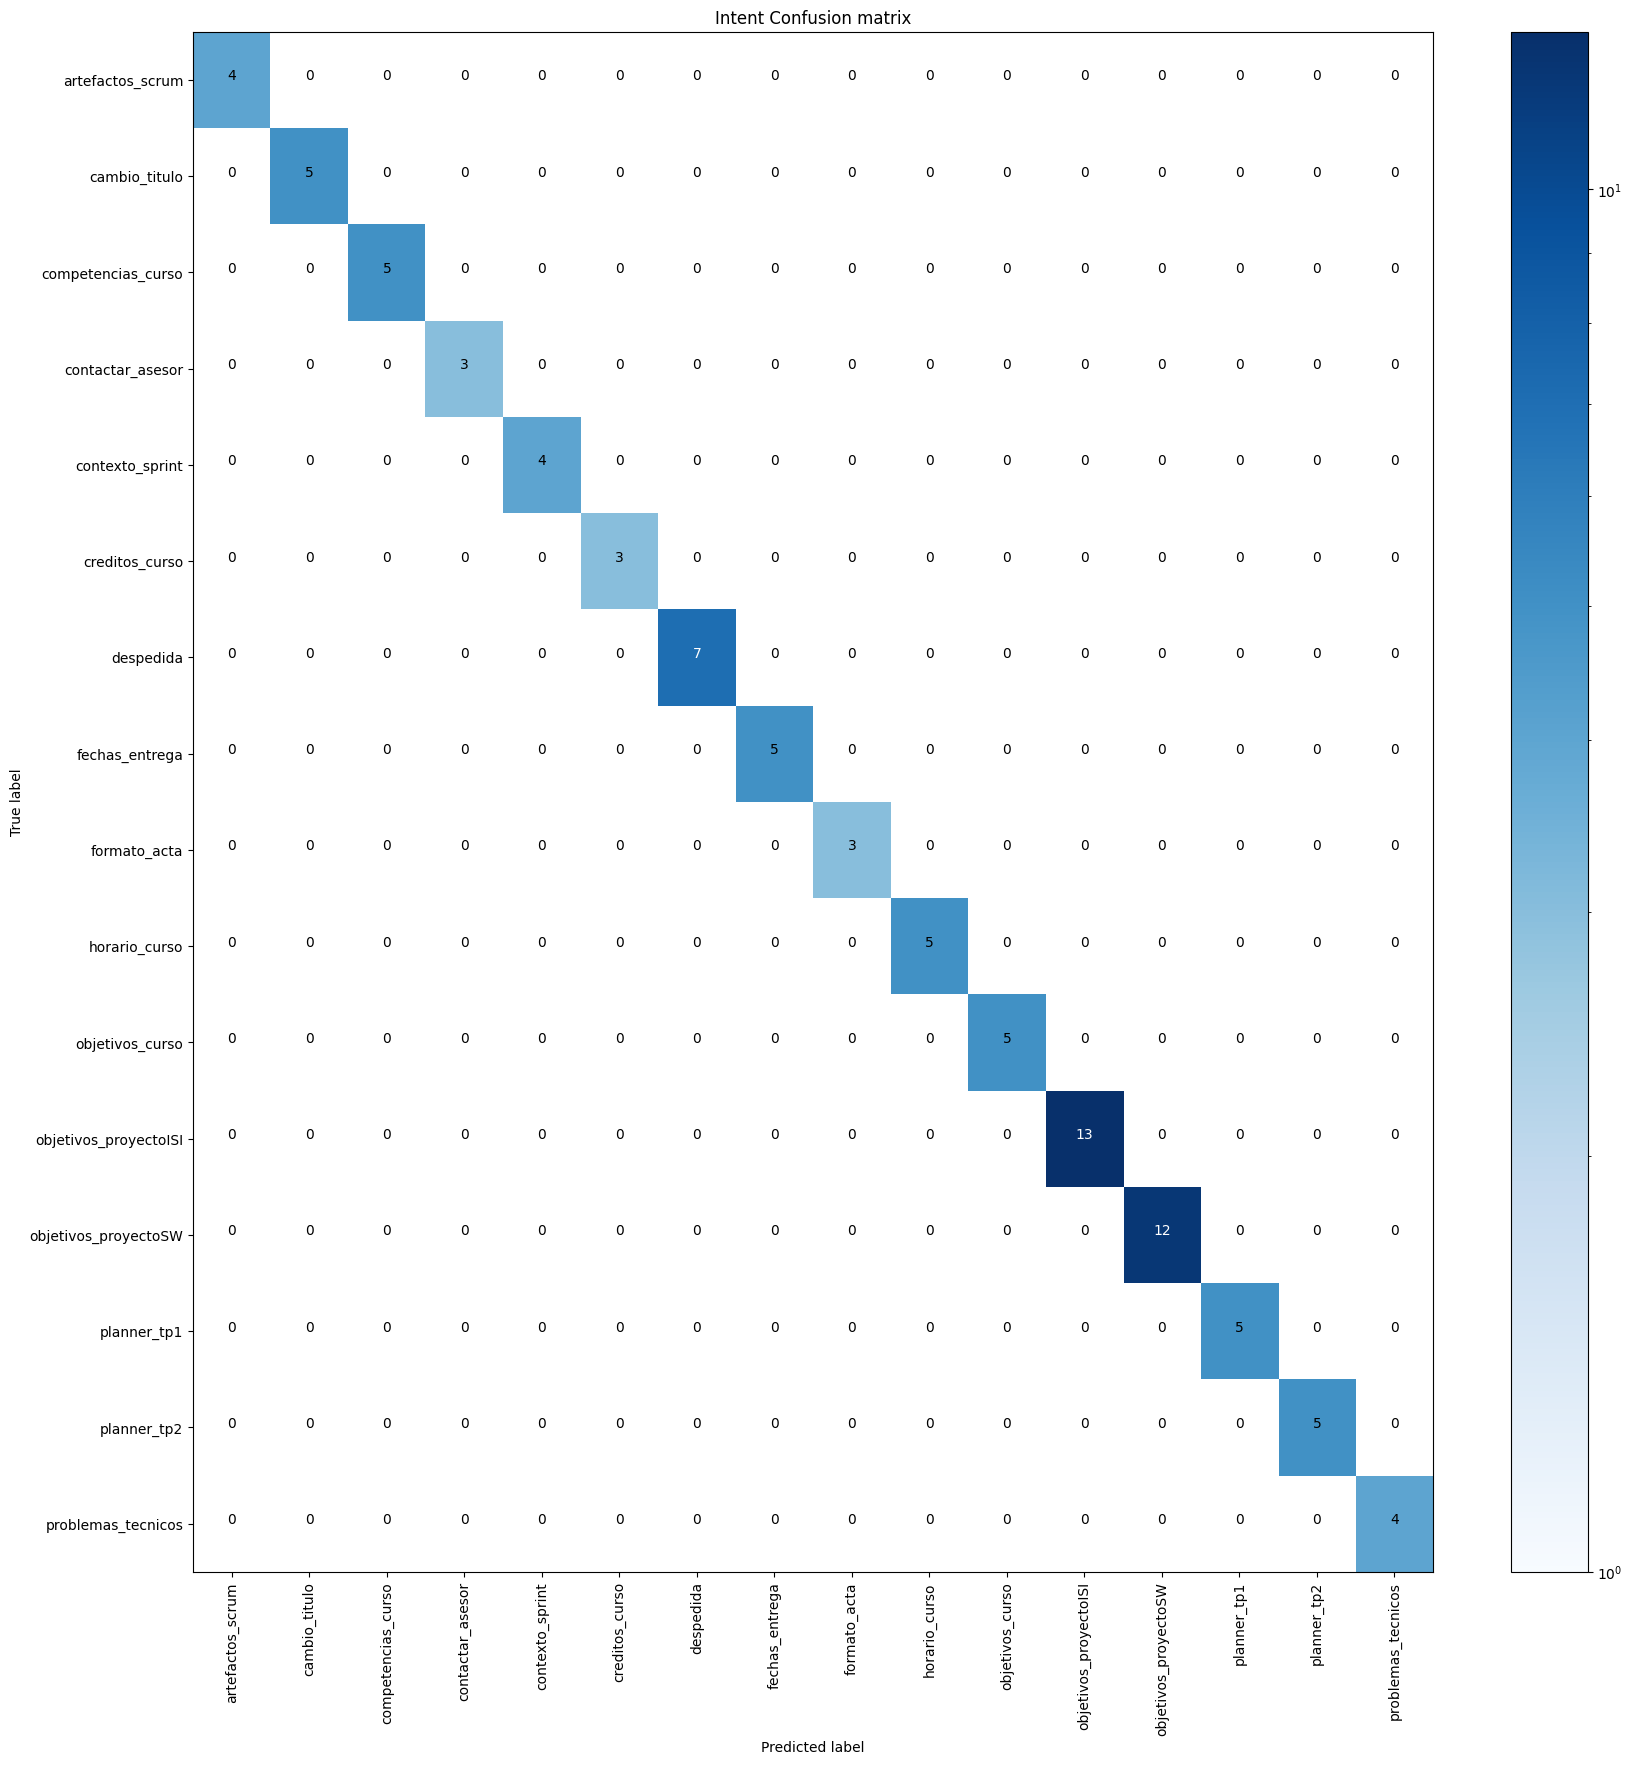 Intent Confusion matrix
artefactos_scrum 4 0 0 0 0 0 0 0 0 0 0 0 0 0 0 0
cambio_titulo 0 5 0 0 0 0 0 0 0 0 0 0 0 0 0 0
competencias_curso 0 0 5 0 0 0 0 0 0 0 0 0 0 0 0 0
contactar_asesor 0 0 0 3 0 0 0 0 0 0 0 0 0 0 0 0
contexto_sprint 0 0 0 0 4 0 0 0 0 0 0 0 0 0 0 0
creditos_curso 0 0 0 0 0 3 0 0 0 0 0 0 0 0 0 0
despedida 0 0 0 0 0 0 7 0 0 0 0 0 0 0 0 0
fechas_entrega 0 0 0 0 0 0 0 5 0 0 0 0 0 0 0 0
formato_acta 0 0 0 0 0 0 0 0 3 0 0 0 0 0 0 0
horario_curso 0 0 0 0 0 0 0 0 0 5 0 0 0 0 0 0
objetivos_curso 0 0 0 0 0 0 0 0 0 0 5 0 0 0 0 0
objetivos_proyectoISI 0 0 0 0 0 0 0 0 0 0 0 13 0 0 0 0
objetivos_proyectoSW 0 0 0 0 0 0 0 0 0 0 0 0 12 0 0 0
planner_tp1 0 0 0 0 0 0 0 0 0 0 0 0 0 5 0 0
planner_tp2 0 0 0 0 0 0 0 0 0 0 0 0 0 0 5 0
problemas_tecnicos 0 0 0 0 0 0 0 0 0 0 0 0 0 0 0 4
True label
artefactos_scrum
cambio_titulo
competencias_curso
contactar_asesor
contexto_sprint
creditos_curso
despedida
fechas_entrega
formato_acta
horario_curso
objetivos_curso
objetivos_proyectoISI
objetivos_proyectoSW
planner_tp1
planner_tp2
problemas_tecnicos
Predicted label
10¹
10⁰